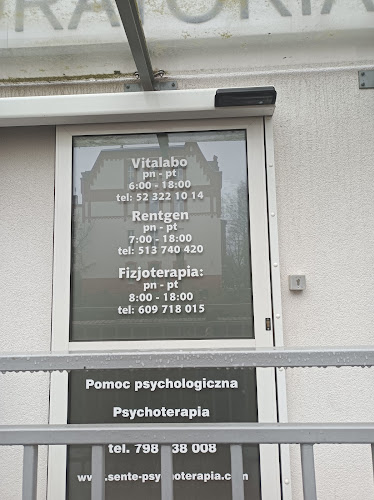 Vitalabo
pn - pt
6:00 - 18:00
tel: 52 322 10 14
Rentgen
pn - pt
7:00 - 18:00
tel: 513 740 420
Fizjoterapia:
pn - pt
8:00 - 18:00
tel: 609 718 015
Pomoc psychologiczna
Psychoterapia
tel. 798 38 008
www.sente-psychoterapia.com